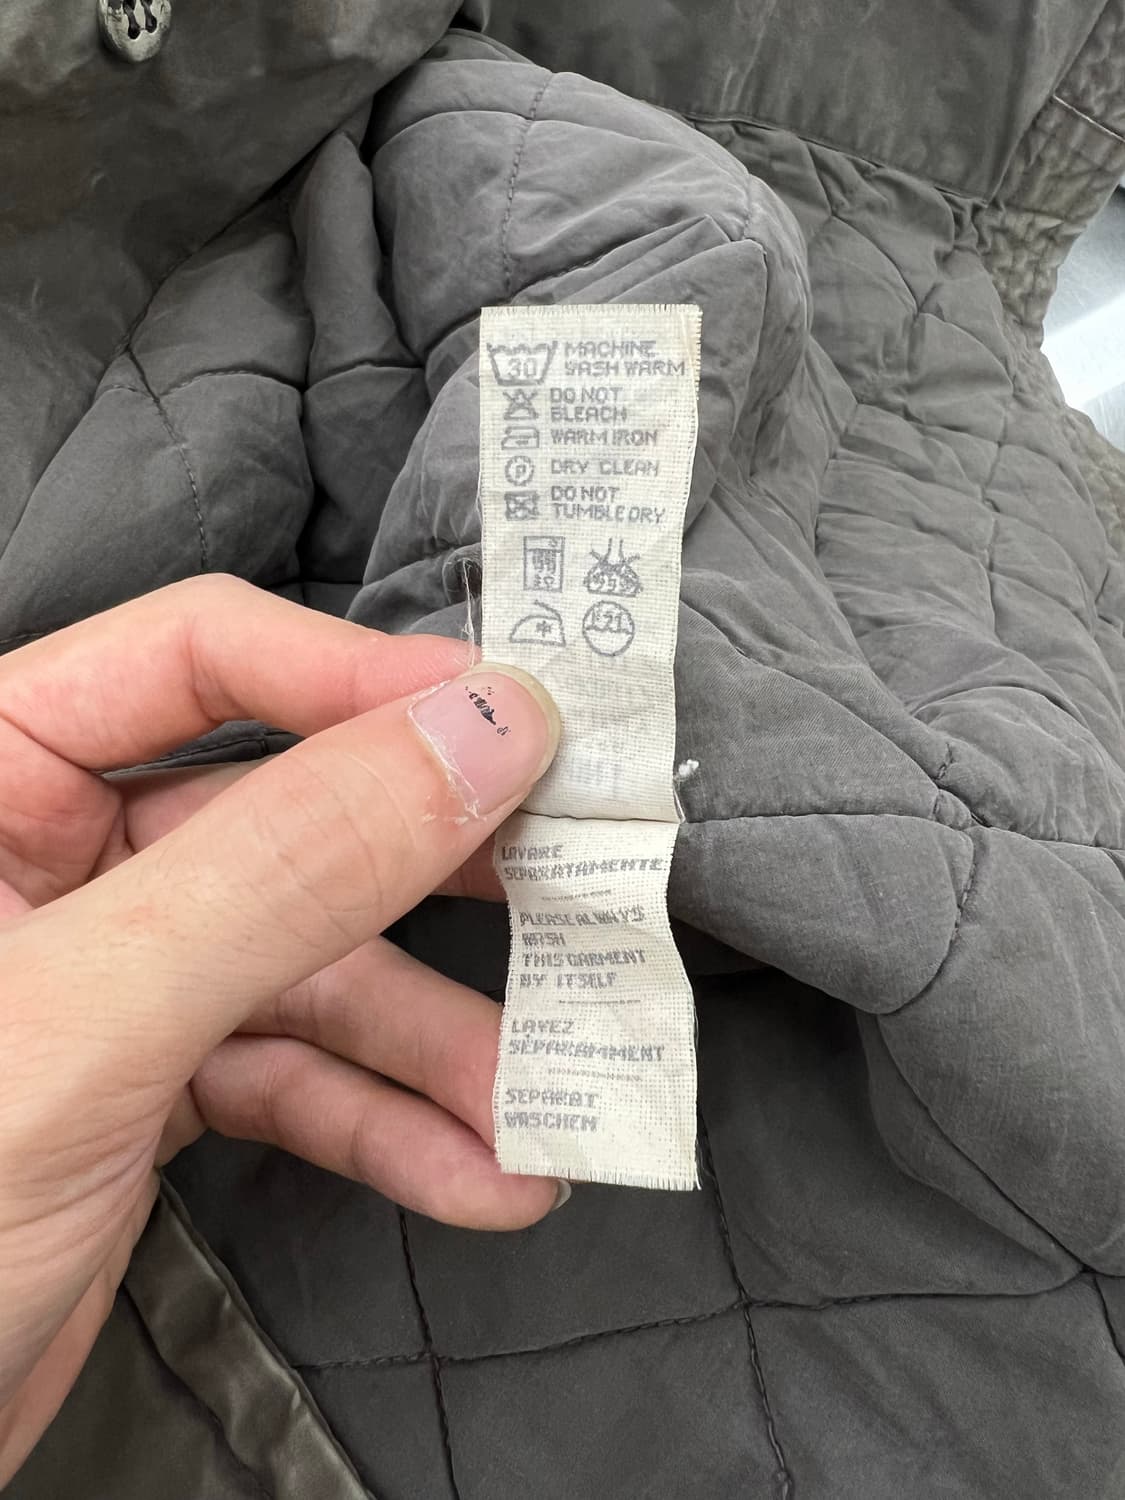 30 MACHINE
WASH WARM
DO NOT
BLEACH
WARM IRON
P DRY CLEAN
DO NOT
TUMBLE DRY
LAVARE
SEPARATAMENTE
PLEASE ALWAYS
WASH
THIS GARMENT
BY ITSELF
LAVEZ
SÉPARAMMENT
SEPARAT
WASCHEN